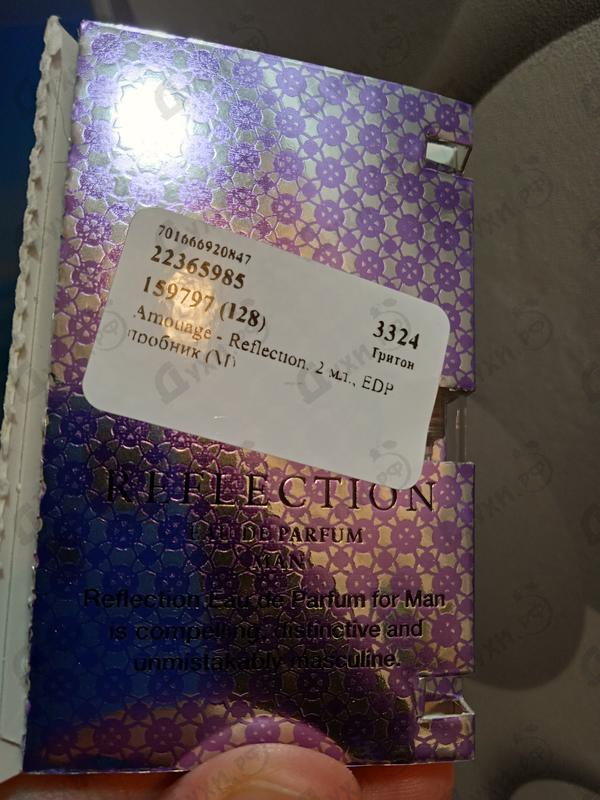 701666920847
22365985
159797 (128)
3324
Гритон
Amouage - Reflection, 2 мл., EDP
пробник (М)
REFLECTION
EAU DE PARFUM
MAN
Reflection Eau de Parfum for Man
is compelling, distinctive and
unmistakably masculine.